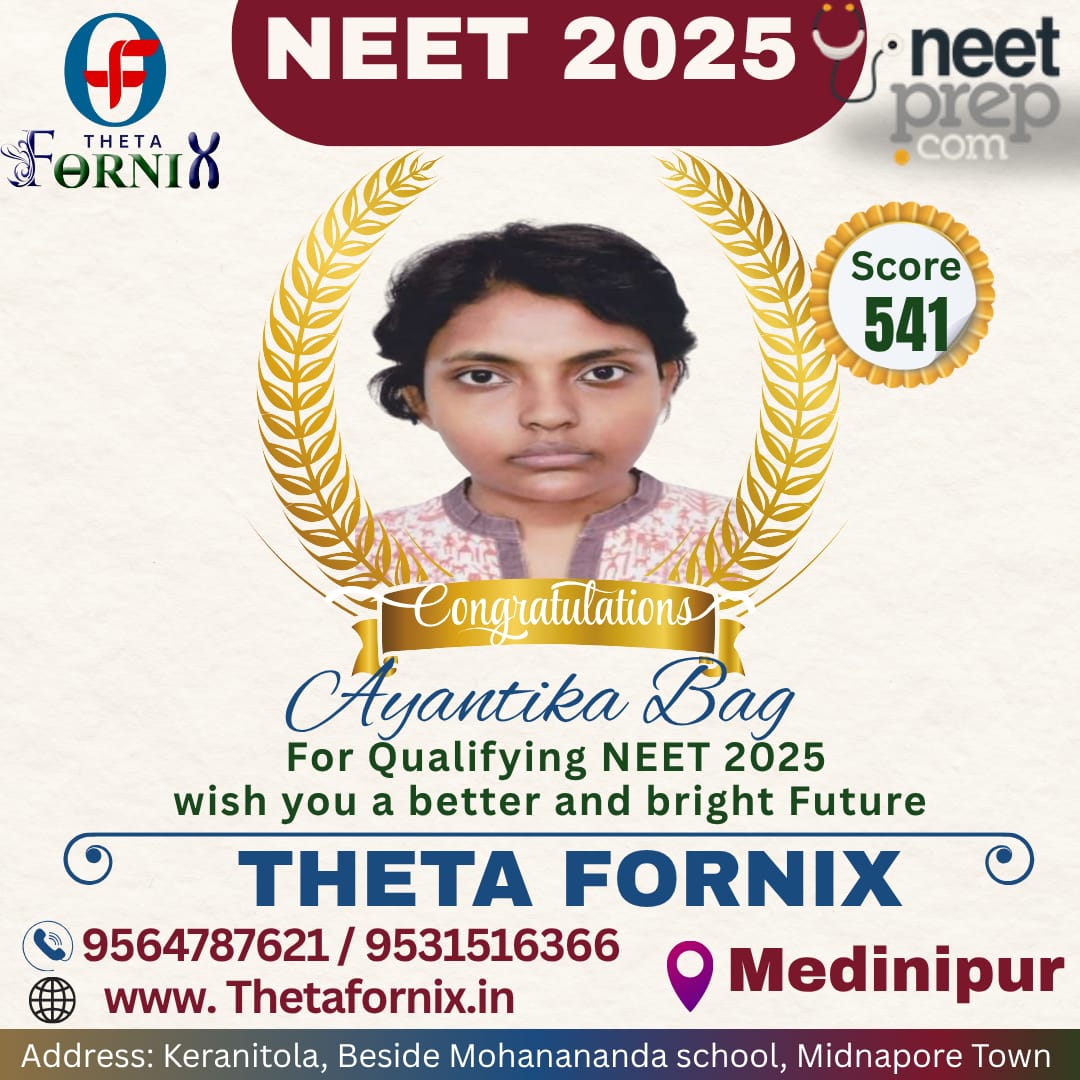 NEET 2025
THETA
FORNIX
neet
prep
.com
Score
541
Congratulations
Ayantika Bag
For Qualifying NEET 2025
wish you a better and bright Future
THETA FORNIX
9564787621 / 9531516366
www. Thetafornix.in
Medinipur
Address: Keranitola, Beside Mohanananda school, Midnapore Town